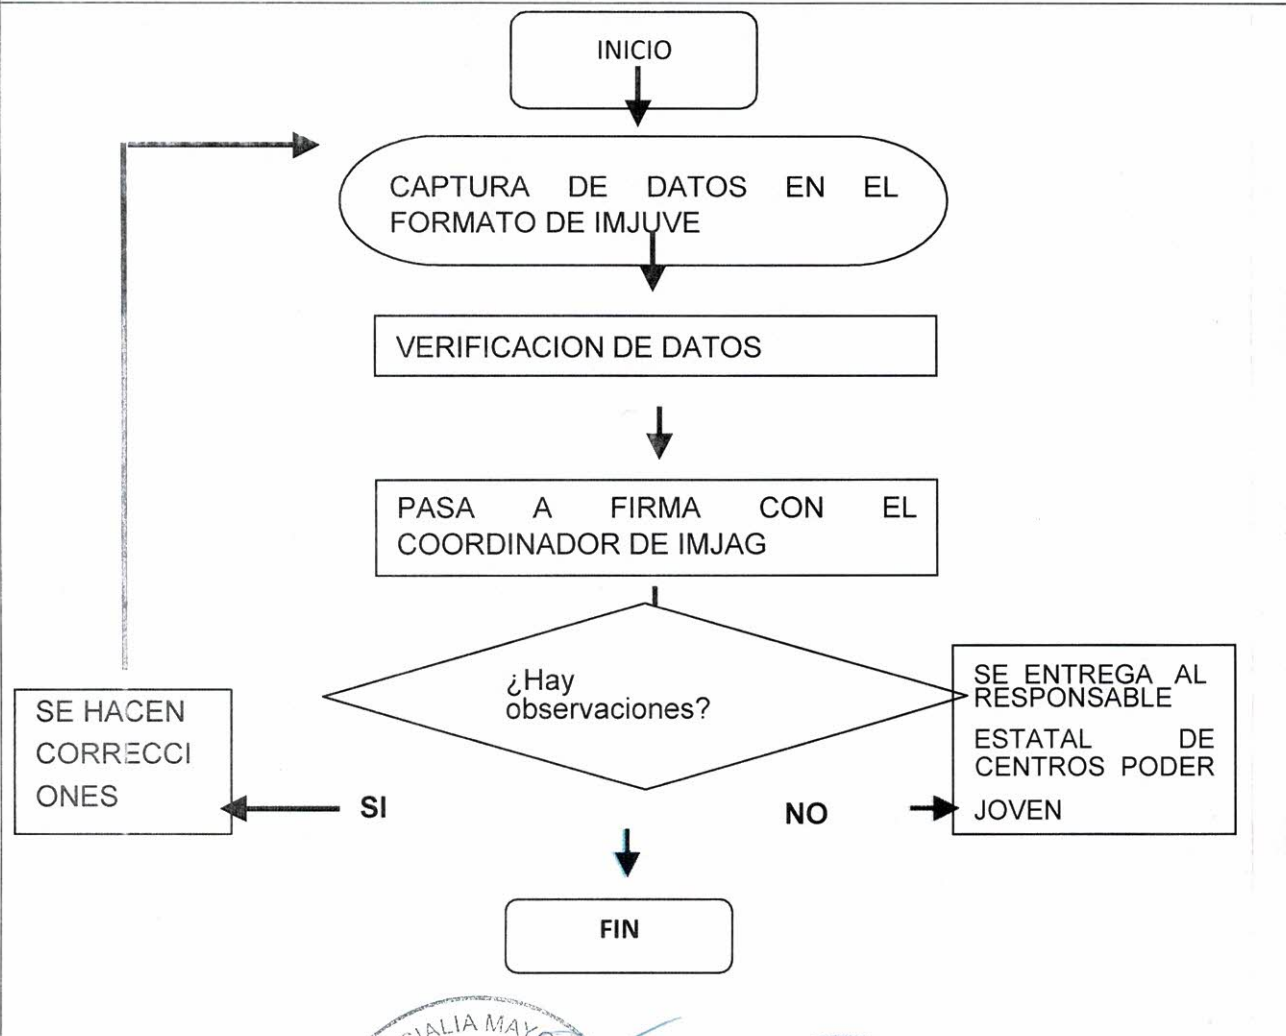 INICIO
CAPTURA DE DATOS EN EL
FORMATO DE IMJUVE
VERIFICACION DE DATOS
PASA A FIRMA CON EL
COORDINADOR DE IMJAG
¿Hay
observaciones?
SE HACEN
CORRECCI
ONES
SI
NO
SE ENTREGA AL
RESPONSABLE
ESTATAL DE
CENTROS PODER
JOVEN
FIN